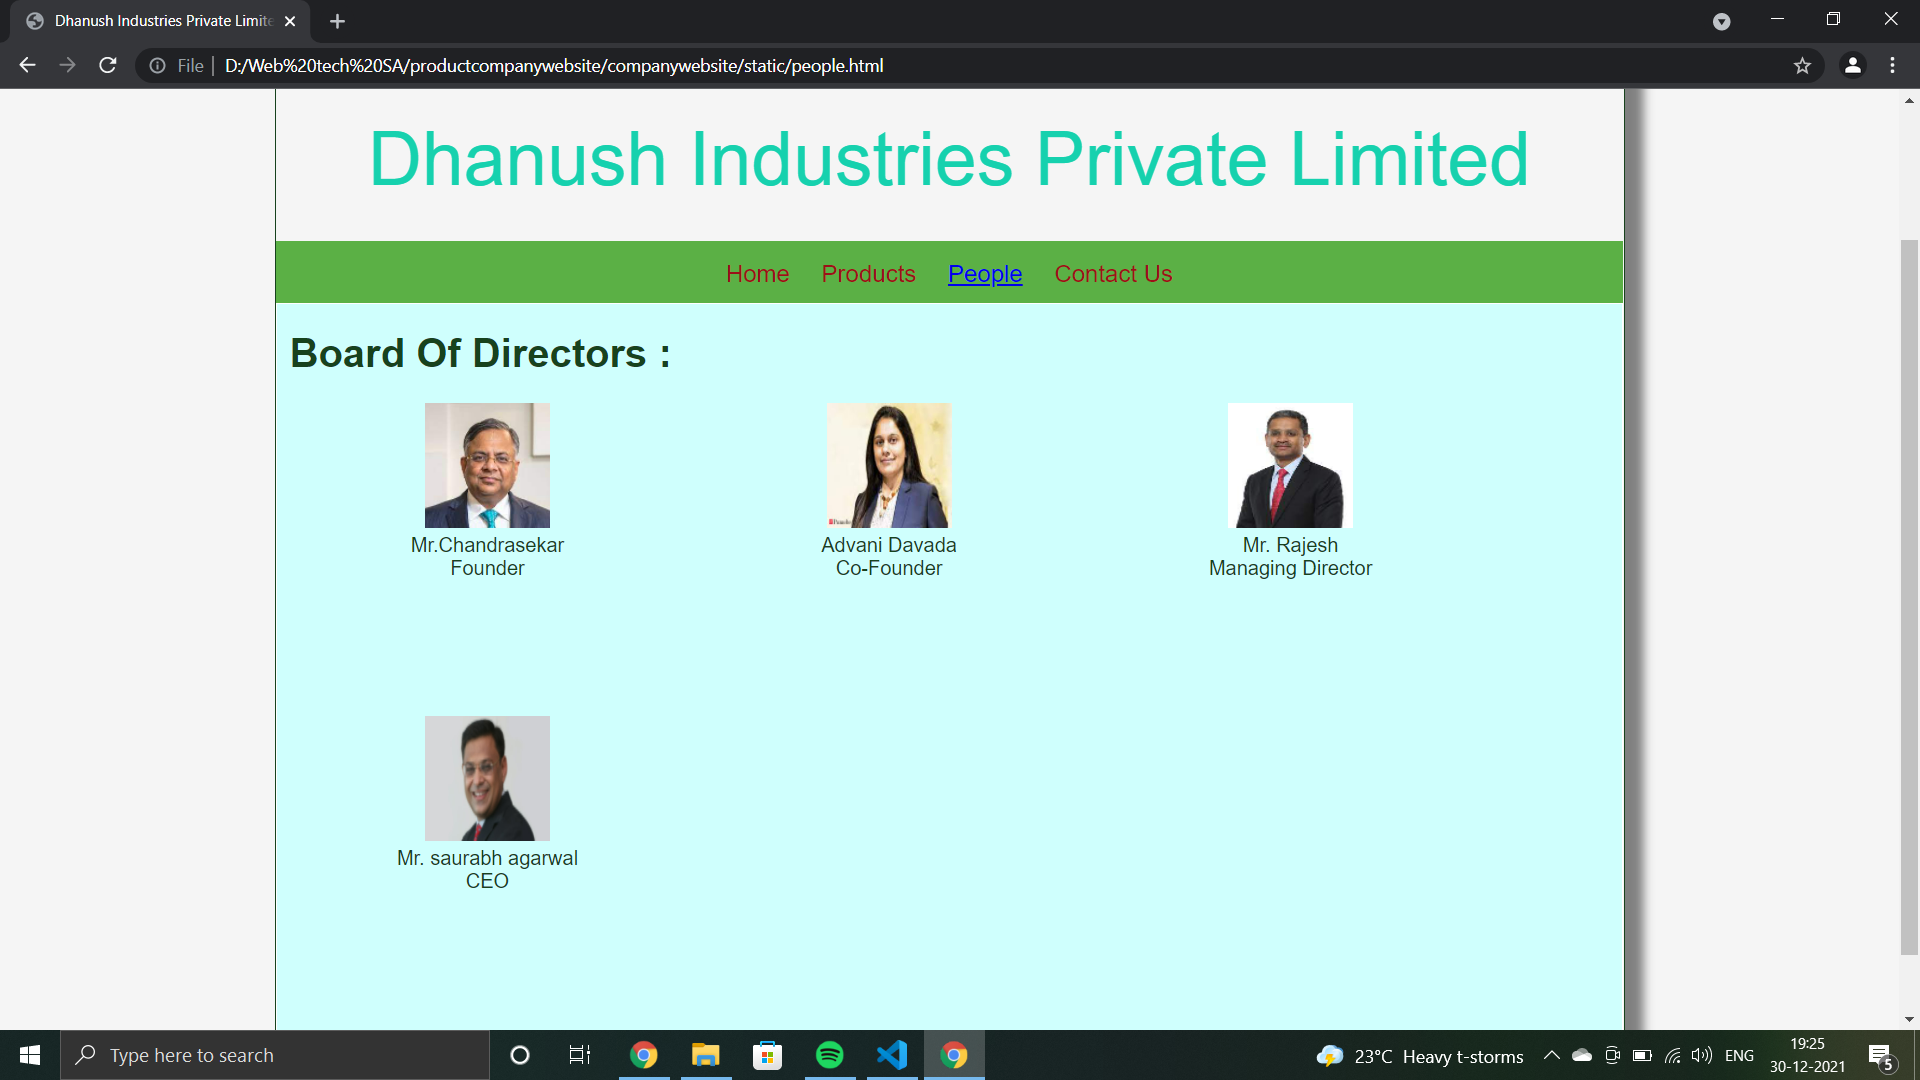 Dhanush Industries Private Limite
File
D:/Web%20tech%20SA/productcompanywebsite/companywebsite/static/people.html
Dhanush Industries Private Limited
Home Products People Contact Us
Board Of Directors :
Mr.Chandrasekar
Founder
Advani Davada
Co-Founder
Mr. Rajesh
Managing Director
Mr. saurabh agarwal
CEO
Type here to search
23°C Heavy t-storms
ENG
19:25
30-12-2021
5